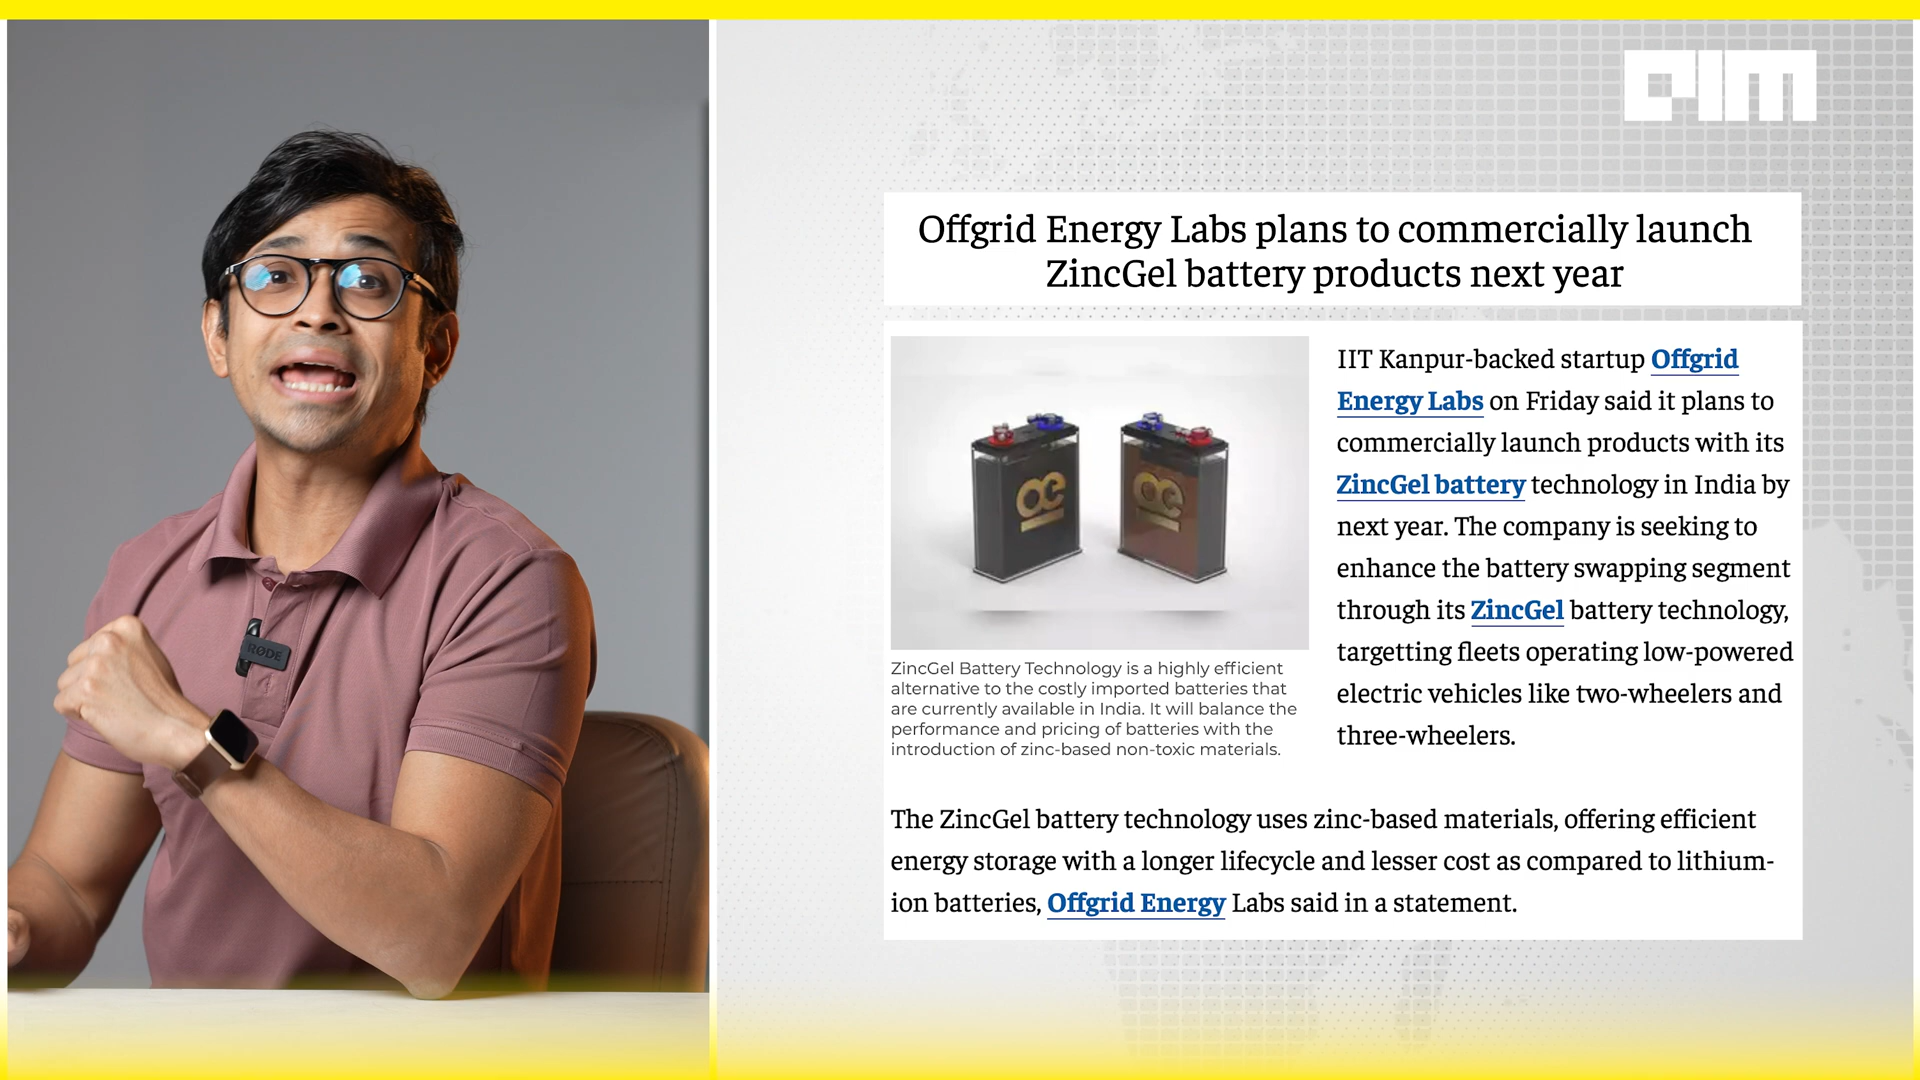 AIM
RØDE
Offgrid Energy Labs plans to commercially launch
ZincGel battery products next year
oe
oe
ZincGel Battery Technology is a highly efficient
alternative to the costly imported batteries that
are currently available in India. It will balance the
performance and pricing of batteries with the
introduction of zinc-based non-toxic materials.
IIT Kanpur-backed startup Offgrid
Energy Labs on Friday said it plans to
commercially launch products with its
ZincGel battery technology in India by
next year. The company is seeking to
enhance the battery swapping segment
through its ZincGel battery technology,
targetting fleets operating low-powered
electric vehicles like two-wheelers and
three-wheelers.
The ZincGel battery technology uses zinc-based materials, offering efficient
energy storage with a longer lifecycle and lesser cost as compared to lithium-
ion batteries, Offgrid Energy Labs said in a statement.